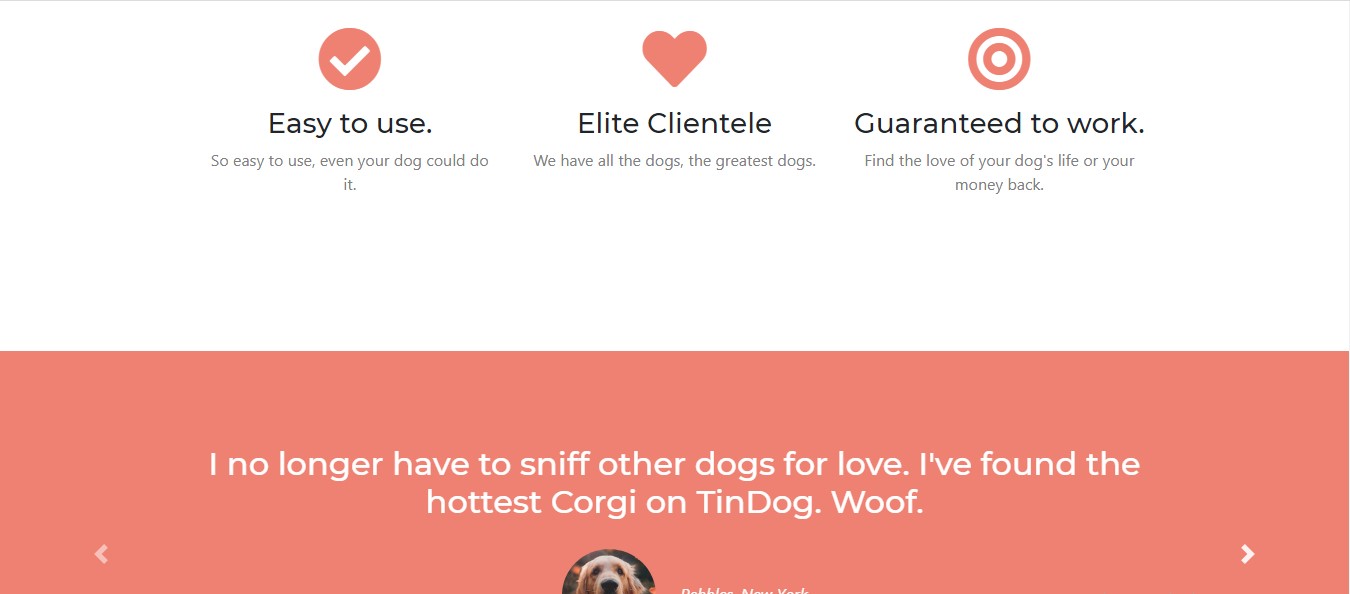 Easy to use.
So easy to use, even your dog could do
it.
Elite Clientele
We have all the dogs, the greatest dogs.
Guaranteed to work.
Find the love of your dog's life or your
money back.
I no longer have to sniff other dogs for love. I've found the
hottest Corgi on TinDog. Woof.
Pebbles, New York